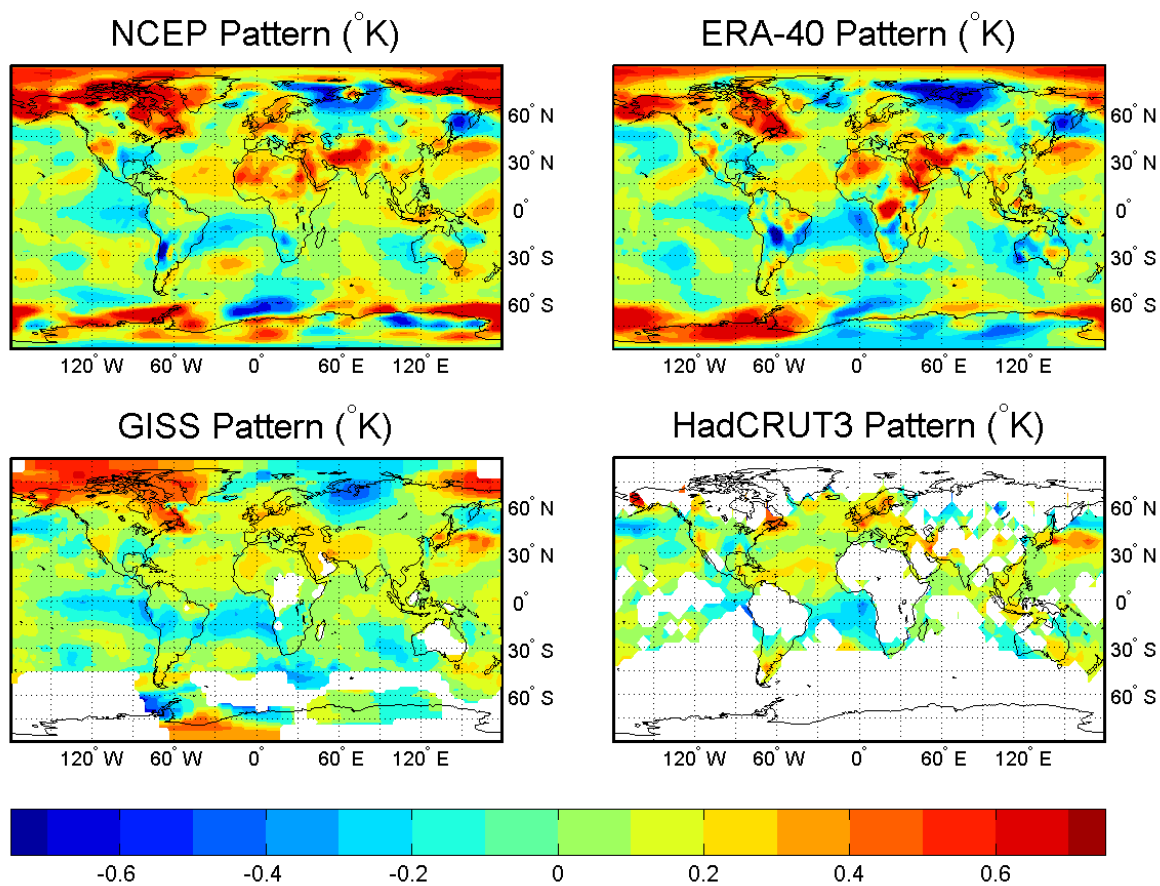 NCEP Pattern (°K)
ERA-40 Pattern (°K)
60° N
30° N
0°
30° S
60° S
120° W
60° W
0°
60° E
120° E
60° N
30° N
0°
30° S
60° S
120° W
60° W
0°
60° E
120° E
GISS Pattern (°K)
HadCRUT3 Pattern (°K)
60° N
30° N
0°
30° S
60° S
120° W
60° W
0°
60° E
120° E
60° N
30° N
0°
30° S
60° S
120° W
60° W
0°
60° E
120° E
-0.6 -0.4 -0.2 0 0.2 0.4 0.6